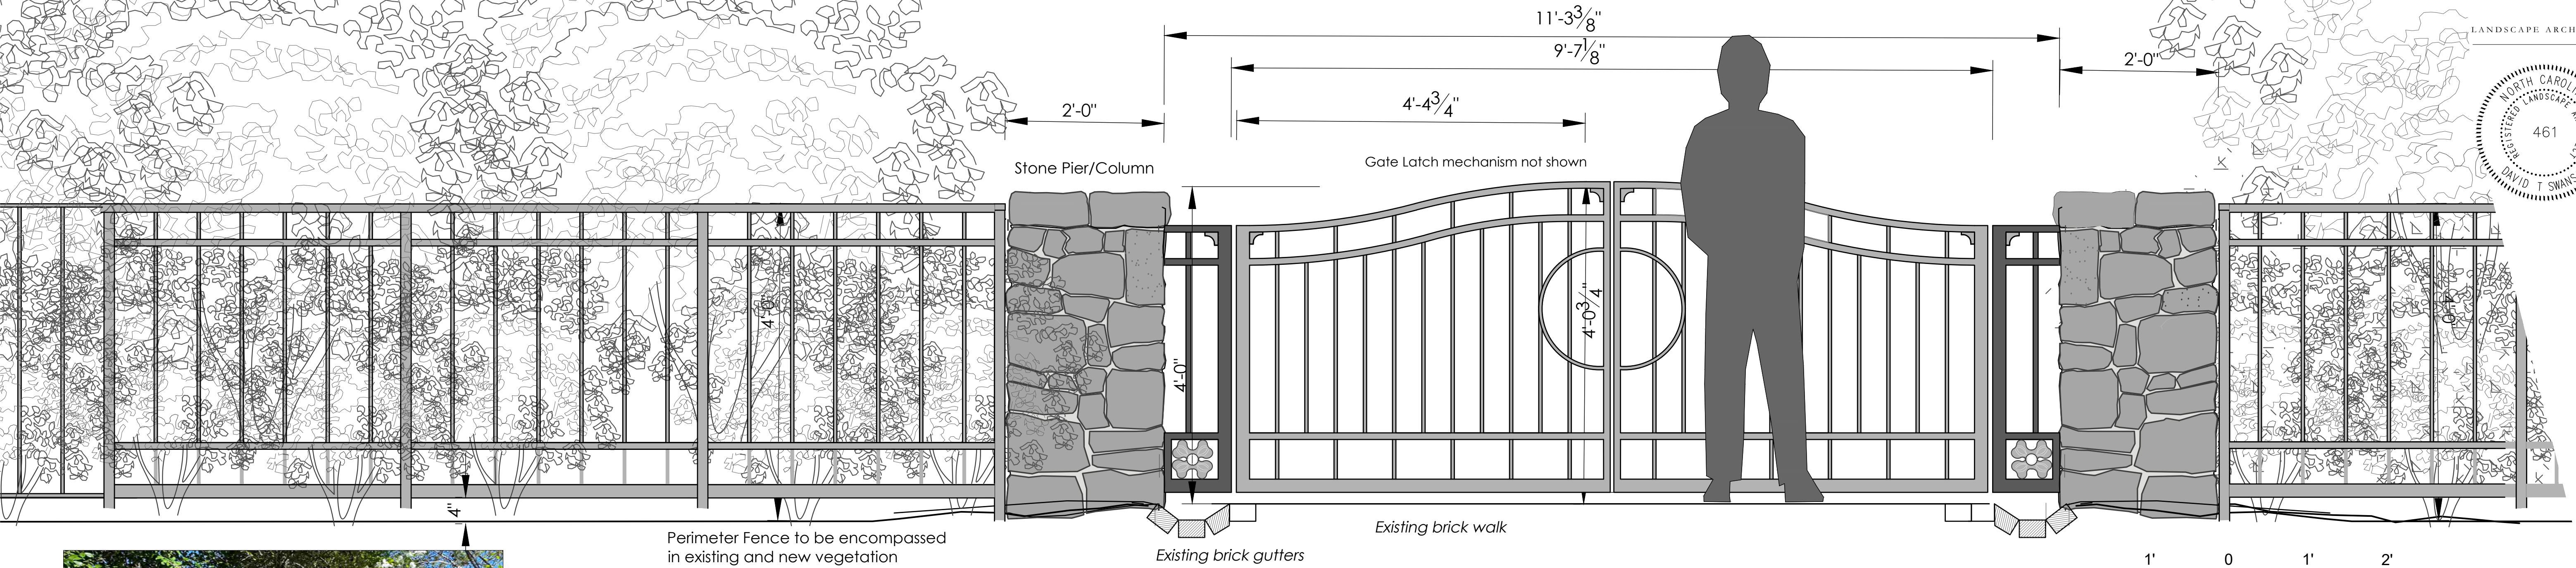 11'-3 3/8"
9'-7 1/8"
4'-4 3/4"
2'-0"
2'-0"
LANDSCAPE ARCH
NORTH CAROLIN
REGISTERED LANDSCAPE
461
DAVID T SWANS
Stone Pier/Column
Gate Latch mechanism not shown
4'-0"
4'-0"
4'-0 3/4"
4'-0"
4"
Perimeter Fence to be encompassed
in existing and new vegetation
Existing brick walk
Existing brick gutters
1' 0 1' 2'